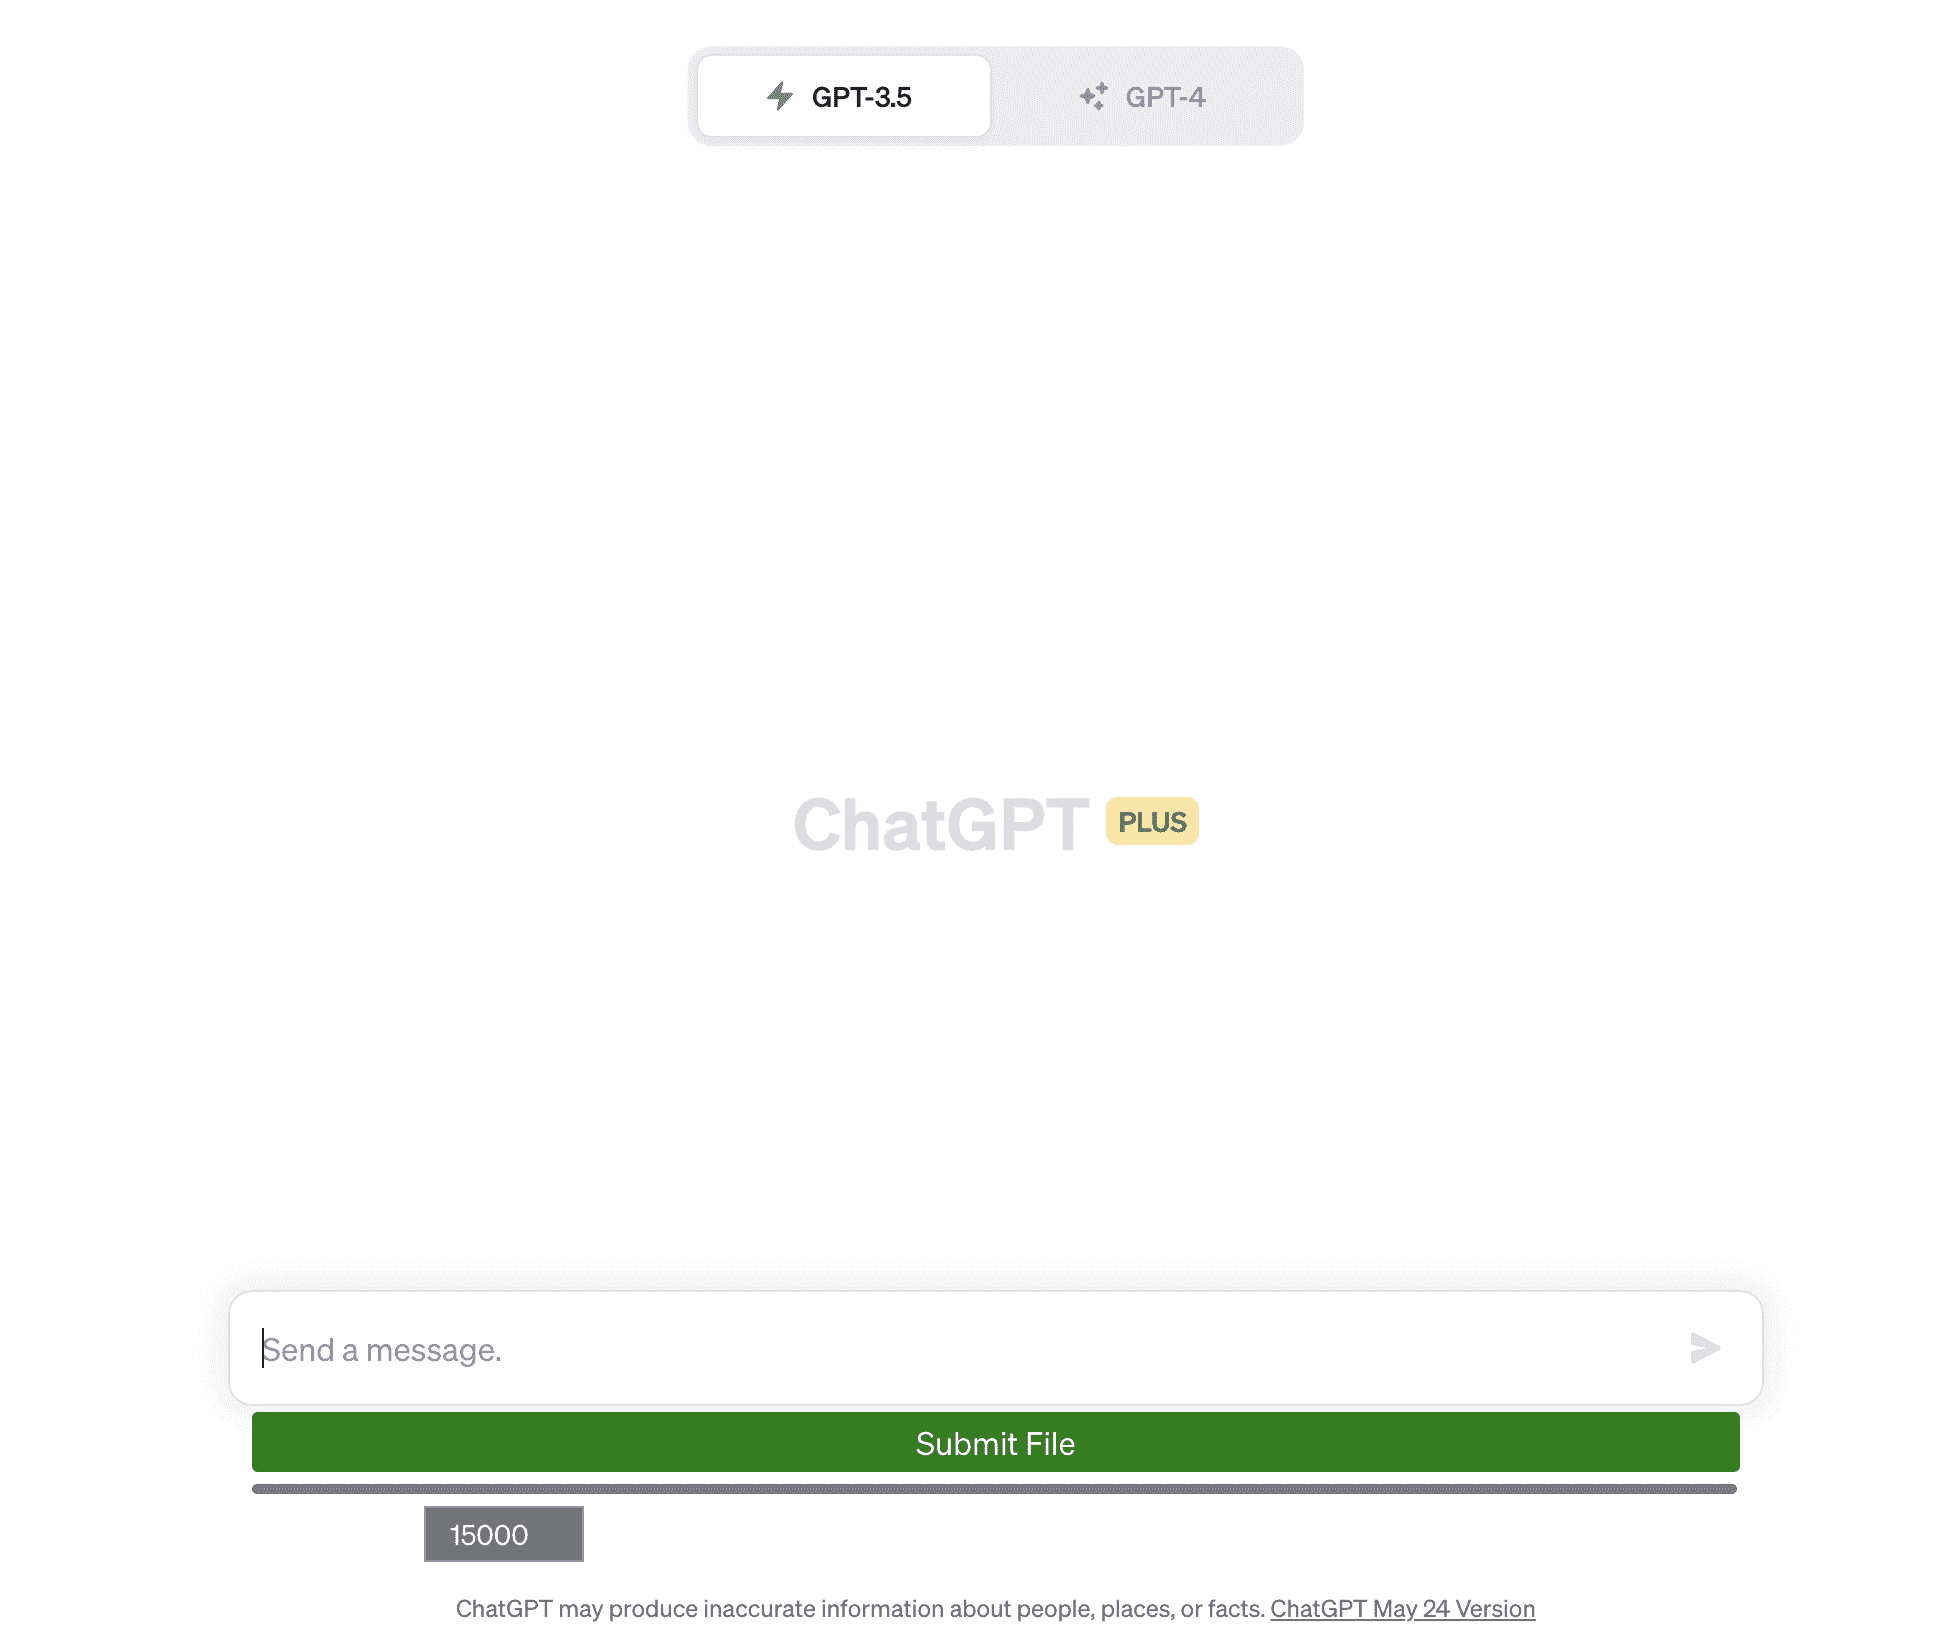 GPT-3.5 GPT-4
ChatGPT PLUS
Send a message.
Submit File
15000
ChatGPT may produce inaccurate information about people, places, or facts. ChatGPT May 24 Version